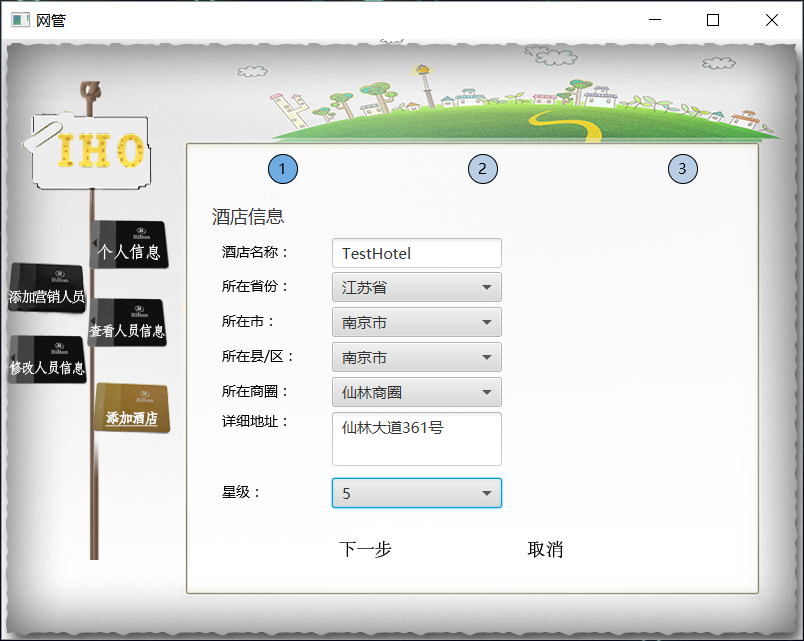 网管
IHO
个人信息
添加营销人员
查看人员信息
修改人员信息
添加酒店
1 2 3
酒店信息
酒店名称： TestHotel
所在省份： 江苏省
所在市： 南京市
所在县/区： 南京市
所在商圈： 仙林商圈
详细地址： 仙林大道361号
星级： 5
下一步 取消